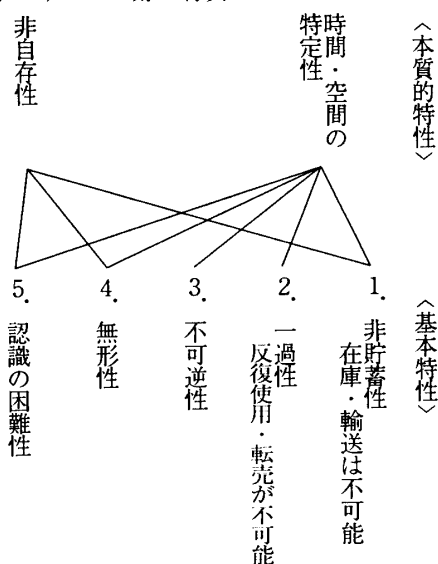 〈本質的特性〉
時間・空間の
特定性
非自存性
〈基本特性〉
1. 非貯蓄性
在庫・輸送は不可能
2. 一過性
反復使用・転売が不可能
3. 不可逆性
4. 無形性
5. 認識の困難性